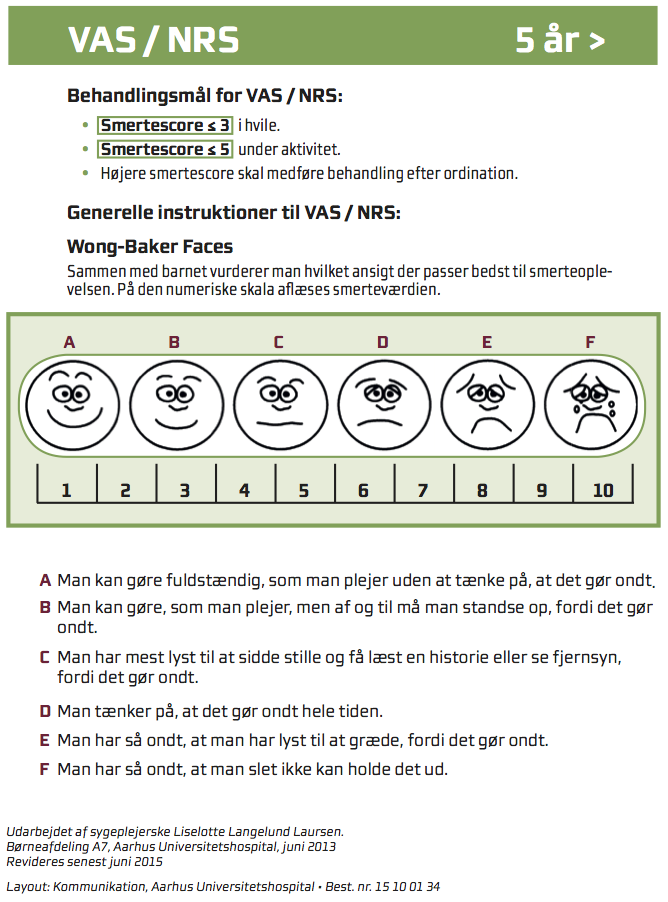 VAS / NRS 5 år >
Behandlingsmål for VAS / NRS:
• Smertescore ≤ 3 i hvile.
• Smertescore ≤ 5 under aktivitet.
• Højere smertescore skal medføre behandling efter ordination.
Generelle instruktioner til VAS / NRS:
Wong-Baker Faces
Sammen med barnet vurderer man hvilket ansigt der passer bedst til smerteople-
velsen. På den numeriske skala aflæses smerteværdien.
A B C D E F
1 2 3 4 5 6 7 8 9 10
A Man kan gøre fuldstændig, som man plejer uden at tænke på, at det gør ondt.
B Man kan gøre, som man plejer, men af og til må man standse op, fordi det gør
ondt.
C Man har mest lyst til at sidde stille og få læst en historie eller se fjernsyn,
fordi det gør ondt.
D Man tænker på, at det gør ondt hele tiden.
E Man har så ondt, at man har lyst til at græde, fordi det gør ondt.
F Man har så ondt, at man slet ikke kan holde det ud.
Udarbejdet af sygeplejerske Liselotte Langelund Laursen.
Børneafdeling A7, Aarhus Universitetshospital, juni 2013
Revideres senest juni 2015
Layout: Kommunikation, Aarhus Universitetshospital • Best. nr. 15 10 01 34